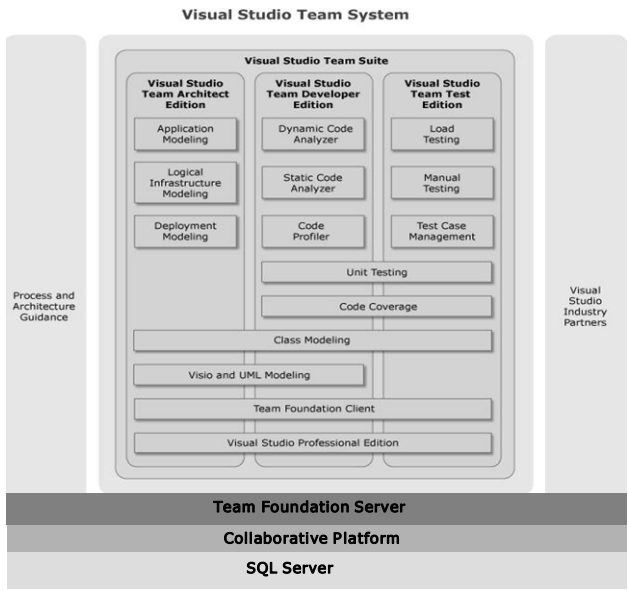 Visual Studio Team System
Visual Studio Team Suite
Visual Studio
Team Architect
Edition
Application
Modeling
Logical
Infrastructure
Modeling
Deployment
Modeling
Visual Studio
Team Developer
Edition
Dynamic Code
Analyzer
Static Code
Analyzer
Code
Profiler
Visual Studio
Team Test
Edition
Load
Testing
Manual
Testing
Test Case
Management
Unit Testing
Code Coverage
Class Modeling
Visio and UML Modeling
Team Foundation Client
Visual Studio Professional Edition
Process and
Architecture
Guidance
Visual
Studio
Industry
Partners
Team Foundation Server
Collaborative Platform
SQL Server